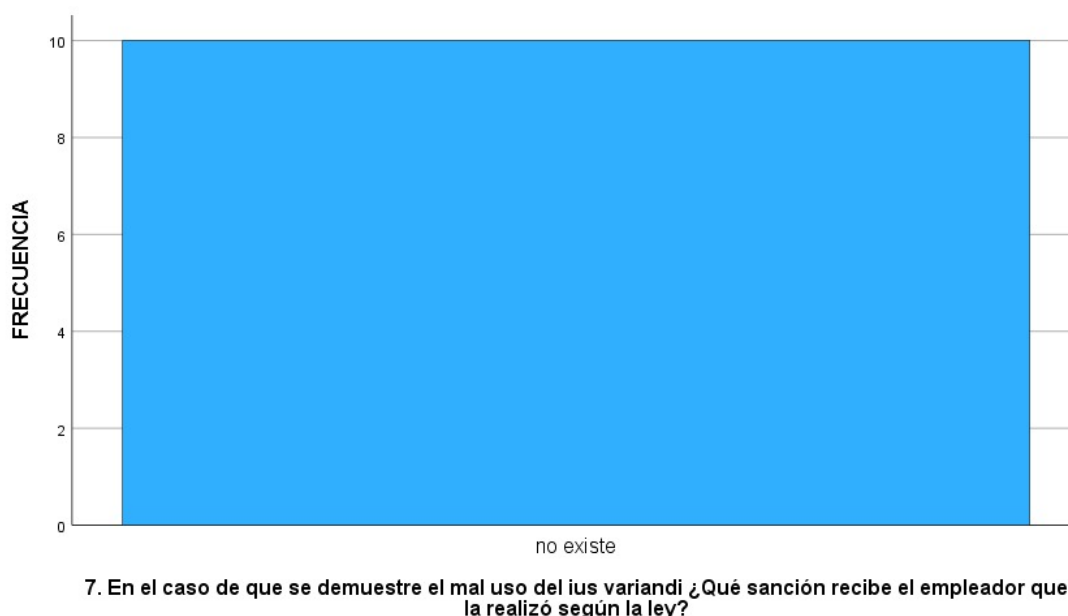 10
8
6
4
2
0
FRECUENCIA
no existe
7. En el caso de que se demuestre el mal uso del ius variandi ¿Qué sanción recibe el empleador que
la realizó según la ley?